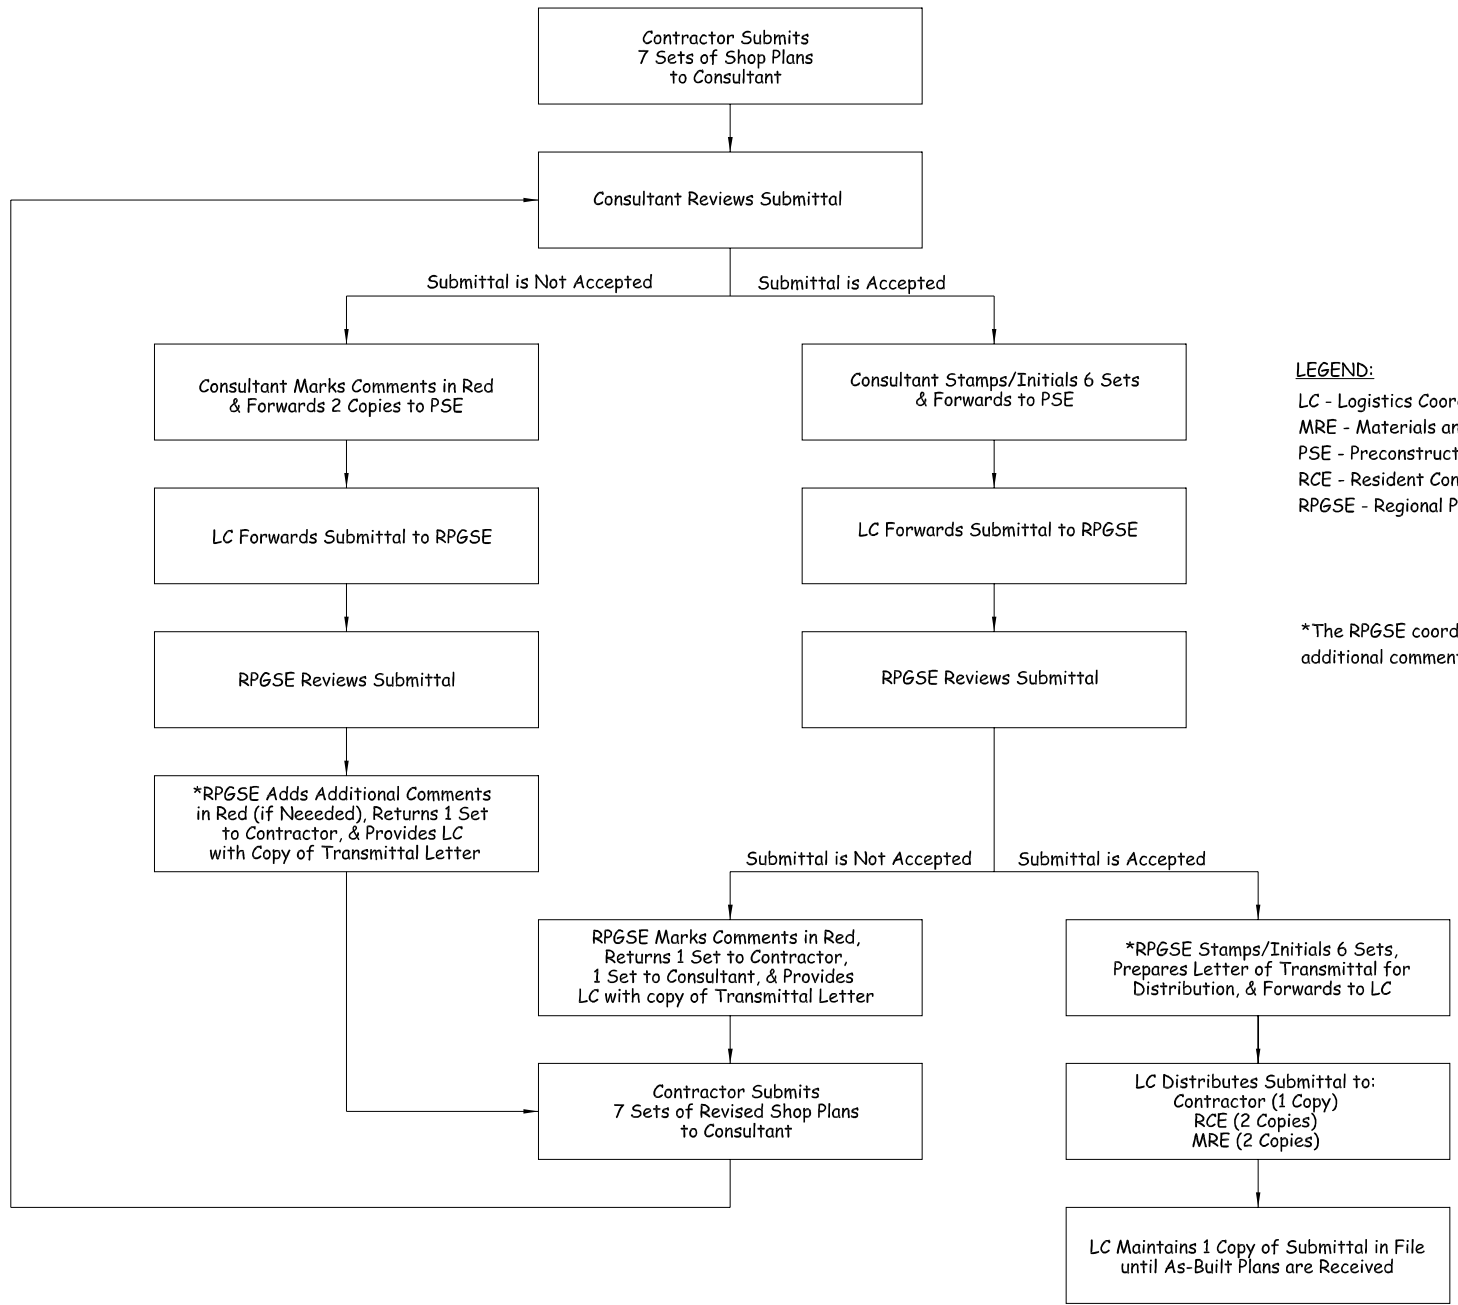 Contractor Submits
7 Sets of Shop Plans
to Consultant
Consultant Reviews Submittal
Submittal is Not Accepted
Submittal is Accepted
Consultant Marks Comments in Red
& Forwards 2 Copies to PSE
Consultant Stamps/Initials 6 Sets
& Forwards to PSE
LEGEND:
LC - Logistics
MRE - Materials
PSE -
RCE - Resident
RPGSE - Regional
LC Forwards Submittal to RPGSE
LC Forwards Submittal to RPGSE
*The RPGSE
additional
RPGSE Reviews Submittal
RPGSE Reviews Submittal
*RPGSE Adds Additional Comments
in Red (if Neeeded), Returns 1 Set
to Contractor, & Provides LC
with Copy of Transmittal Letter
Submittal is Not Accepted
Submittal is Accepted
RPGSE Marks Comments in Red,
Returns 1 Set to Contractor,
1 Set to Consultant, & Provides
LC with copy of Transmittal Letter
*RPGSE Stamps/Initials 6 Sets,
Prepares Letter of Transmittal for
Distribution, & Forwards to LC
Contractor Submits
7 Sets of Revised Shop Plans
to Consultant
LC Distributes Submittal to:
Contractor (1 Copy)
RCE (2 Copies)
MRE (2 Copies)
LC Maintains 1 Copy of Submittal in File
until As-Built Plans are Received